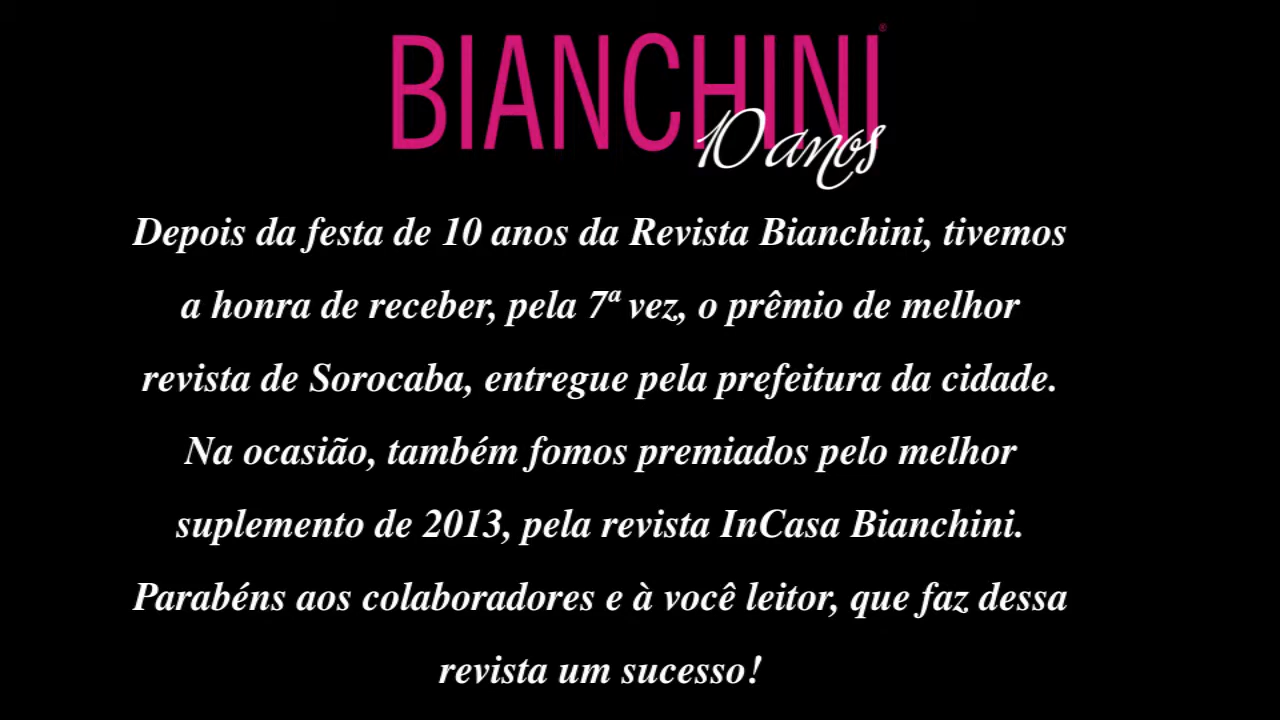 BIANCHINI®
10 anos
Depois da festa de 10 anos da Revista Bianchini, tivemos
a honra de receber, pela 7ª vez, o prêmio de melhor
revista de Sorocaba, entregue pela prefeitura da cidade.
Na ocasião, também fomos premiados pelo melhor
suplemento de 2013, pela revista InCasa Bianchini.
Parabéns aos colaboradores e à você leitor, que faz dessa
revista um sucesso!